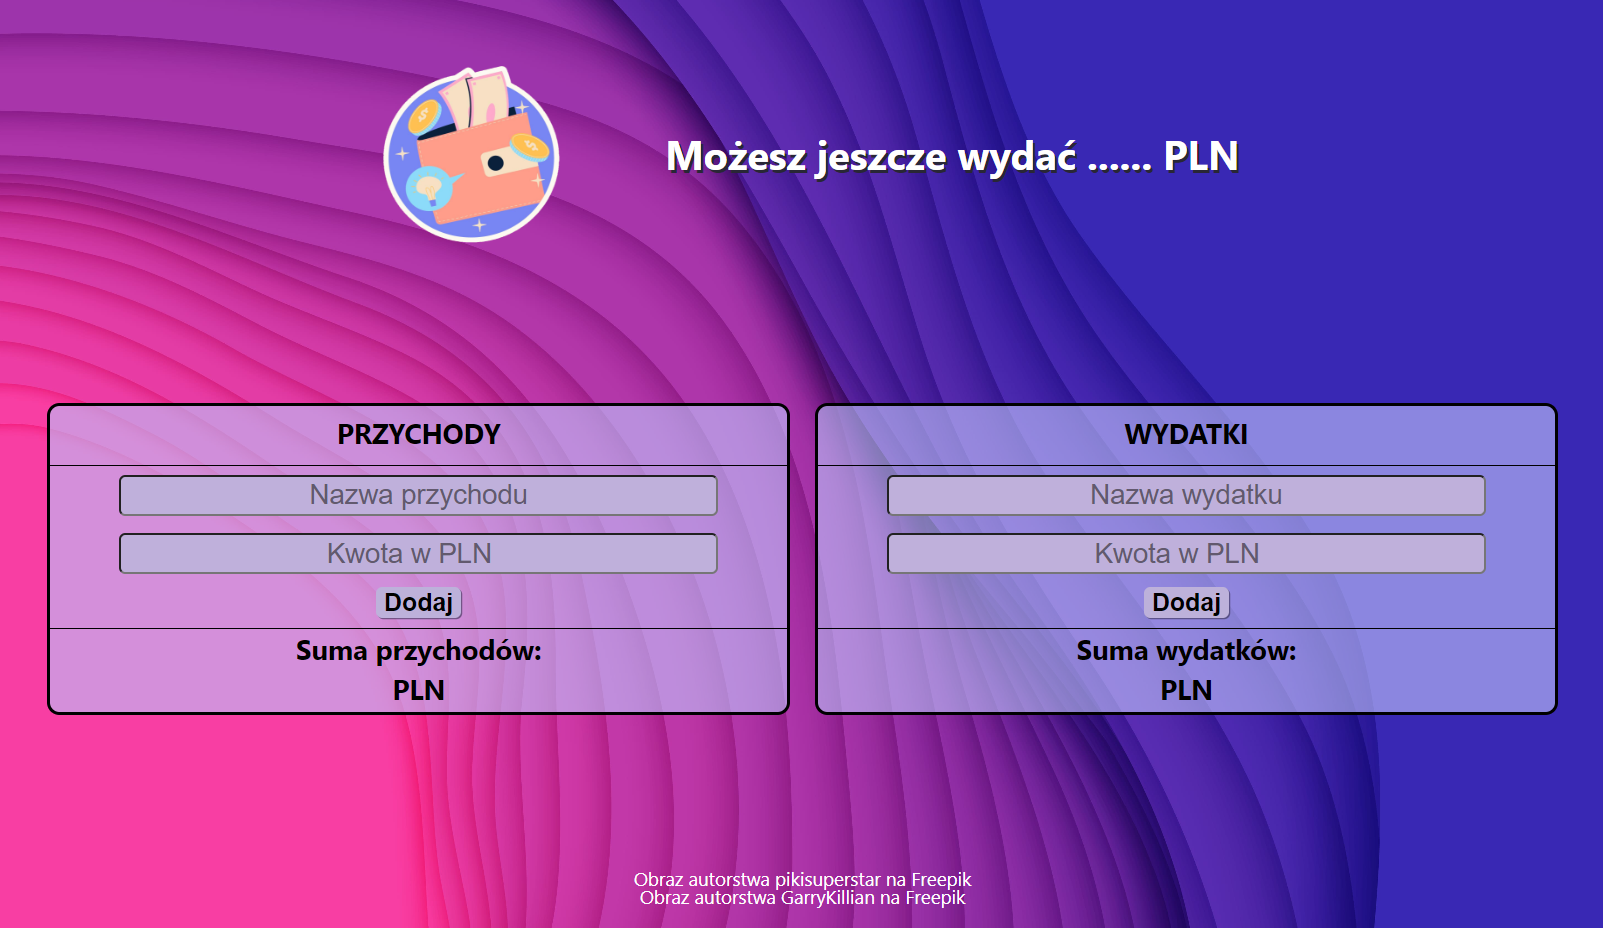 Możesz jeszcze wydać ...... PLN
PRZYCHODY
Nazwa przychodu
Kwota w PLN
Dodaj
Suma przychodów:
PLN
WYDATKI
Nazwa wydatku
Kwota w PLN
Dodaj
Suma wydatków:
PLN
Obraz autorstwa pikisuperstar na Freepik
Obraz autorstwa GarryKillian na Freepik